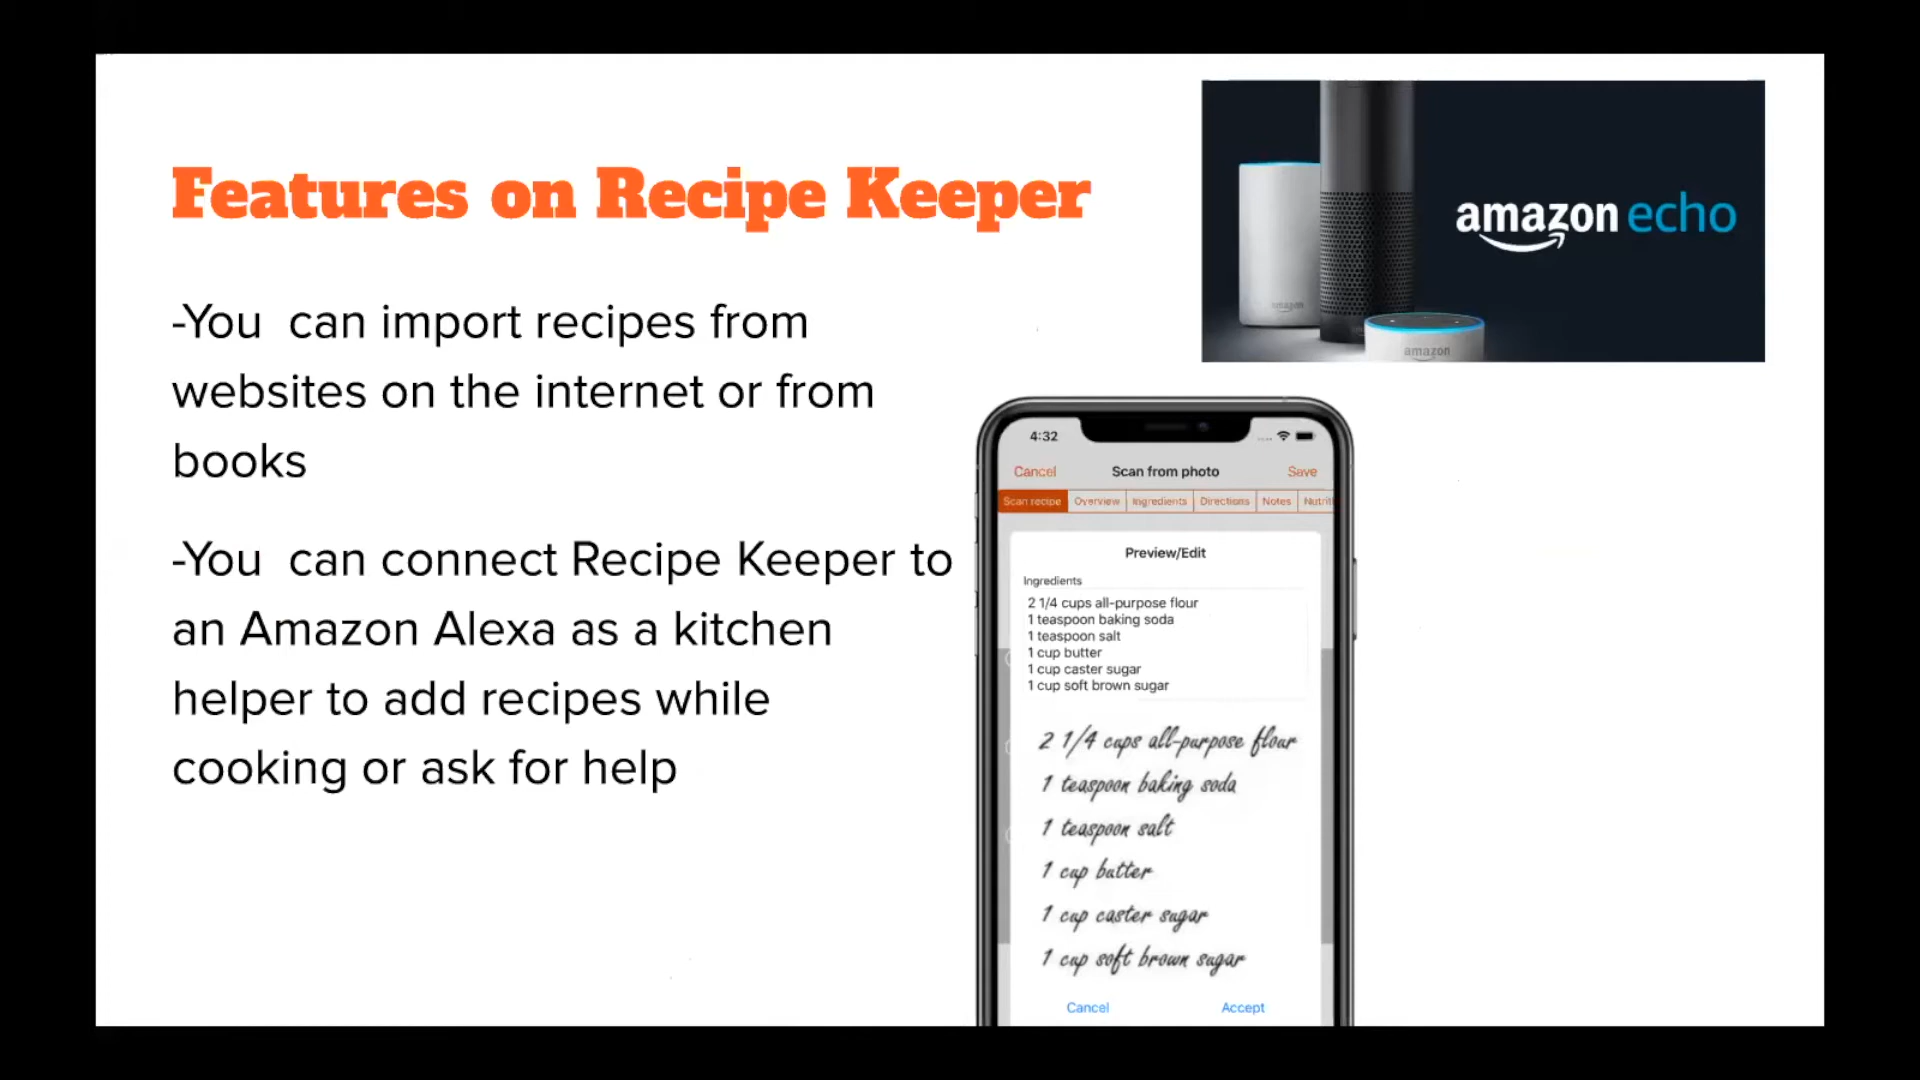 Features on Recipe Keeper
-You can import recipes from
websites on the internet or from
books
-You can connect Recipe Keeper to
an Amazon Alexa as a kitchen
helper to add recipes while
cooking or ask for help
amazon echo
amazon
amazon
4:32
Cancel Scan from photo Save
Scan recipe Overview Ingredients Directions Notes Nutriti
Preview/Edit
Ingredients
2 1/4 cups all-purpose flour
1 teaspoon baking soda
1 teaspoon salt
1 cup butter
1 cup caster sugar
1 cup soft brown sugar
2 1/4 cups all-purpose flour
1 teaspoon baking soda
1 teaspoon salt
1 cup butter
1 cup caster sugar
1 cup soft brown sugar
Cancel Accept